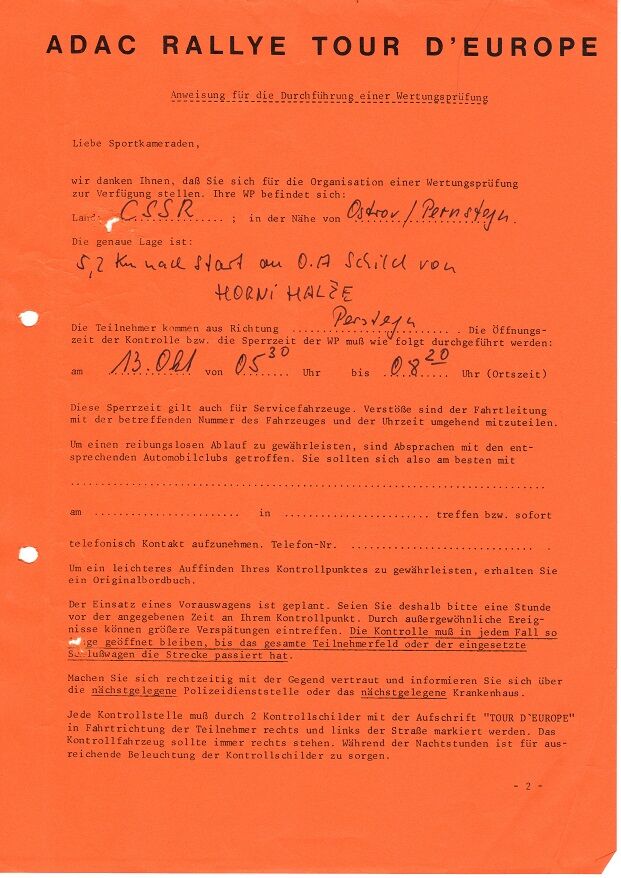 ADAC RALLYE TOUR D'EUROPE
Anweisung für die Durchführung einer Wertungsprüfung
Liebe Sportkameraden,
wir danken Ihnen, daß Sie sich für die Organisation einer Wertungsprüfung
zur Verfügung stellen. Ihre WP befindet sich:
Land: CSSR ; in der Nähe von Ostrov / Pernsteyn.
Die genaue Lage ist:
5,2 km nach Start an O.A Schild von
HORNI HALZE
Die Teilnehmer kommen aus Richtung Persteyn . Die Öffnungs-
zeit der Kontrolle bzw. die Sperrzeit der WP muß wie folgt durchgeführt werden:
am 13. Okt von 05 30 Uhr bis 08 20 Uhr (Ortszeit)
Diese Sperrzeit gilt auch für Servicefahrzeuge. Verstöße sind der Fahrtleitung
mit der betreffenden Nummer des Fahrzeuges und der Uhrzeit umgehend mitzuteilen.
Um einen reibungslosen Ablauf zu gewährleisten, sind Absprachen mit den ent-
sprechenden Automobilclubs getroffen. Sie sollten sich also am besten mit
................................................................................
am ........................ in ........................ treffen bzw. sofort
telefonisch Kontakt aufzunehmen. Telefon-Nr. .............................. .
Um ein leichteres Auffinden Ihres Kontrollpunktes zu gewährleisten, erhalten Sie
ein Originalbordbuch.
Der Einsatz eines Vorauswagens ist geplant. Seien Sie deshalb bitte eine Stunde
vor der angegebenen Zeit an Ihrem Kontrollpunkt. Durch außergewöhnliche Ereig-
nisse können größere Verspätungen eintreffen. Die Kontrolle muß in jedem Fall so
lange geöffnet bleiben, bis das gesamte Teilnehmerfeld oder der eingesetzte
Schlußwagen die Strecke passiert hat.
Machen Sie sich rechtzeitig mit der Gegend vertraut und informieren Sie sich über
die nächstgelegene Polizeidienststelle oder das nächstgelegene Krankenhaus.
Jede Kontrollstelle muß durch 2 Kontrollschilder mit der Aufschrift "TOUR D`EUROPE"
in Fahrtrichtung der Teilnehmer rechts und links der Straße markiert werden. Das
Kontrollfahrzeug sollte immer rechts stehen. Während der Nachtstunden ist für aus-
reichende Beleuchtung der Kontrollschilder zu sorgen.
- 2 -